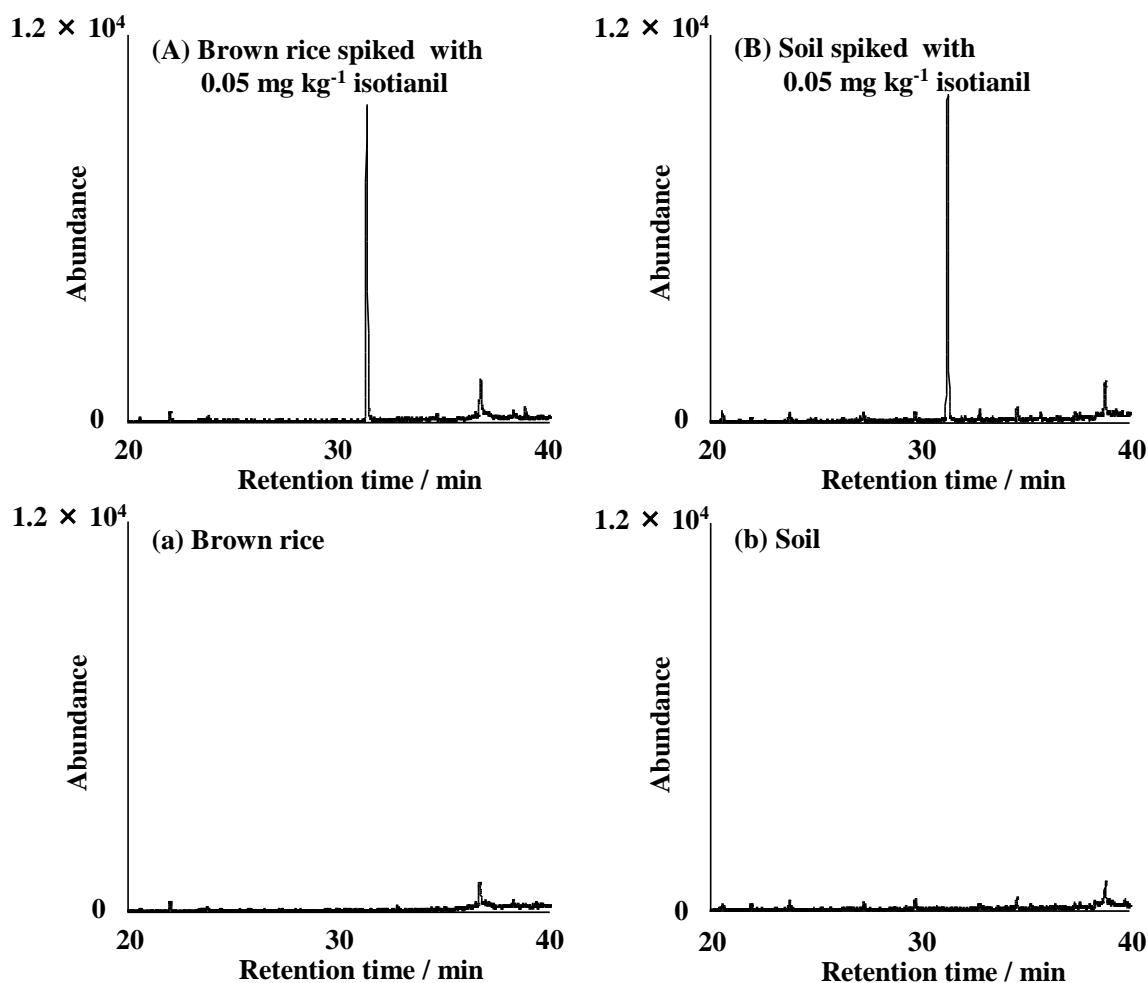 1.2 × 10⁴
(A) Brown rice spiked with
0.05 mg kg⁻¹ isotianil
Abundance
0
20
30
40
Retention time / min
1.2 × 10⁴
(B) Soil spiked with
0.05 mg kg⁻¹ isotianil
Abundance
0
20
30
40
Retention time / min
1.2 × 10⁴
(a) Brown rice
Abundance
0
20
30
40
Retention time / min
1.2 × 10⁴
(b) Soil
Abundance
0
20
30
40
Retention time / min